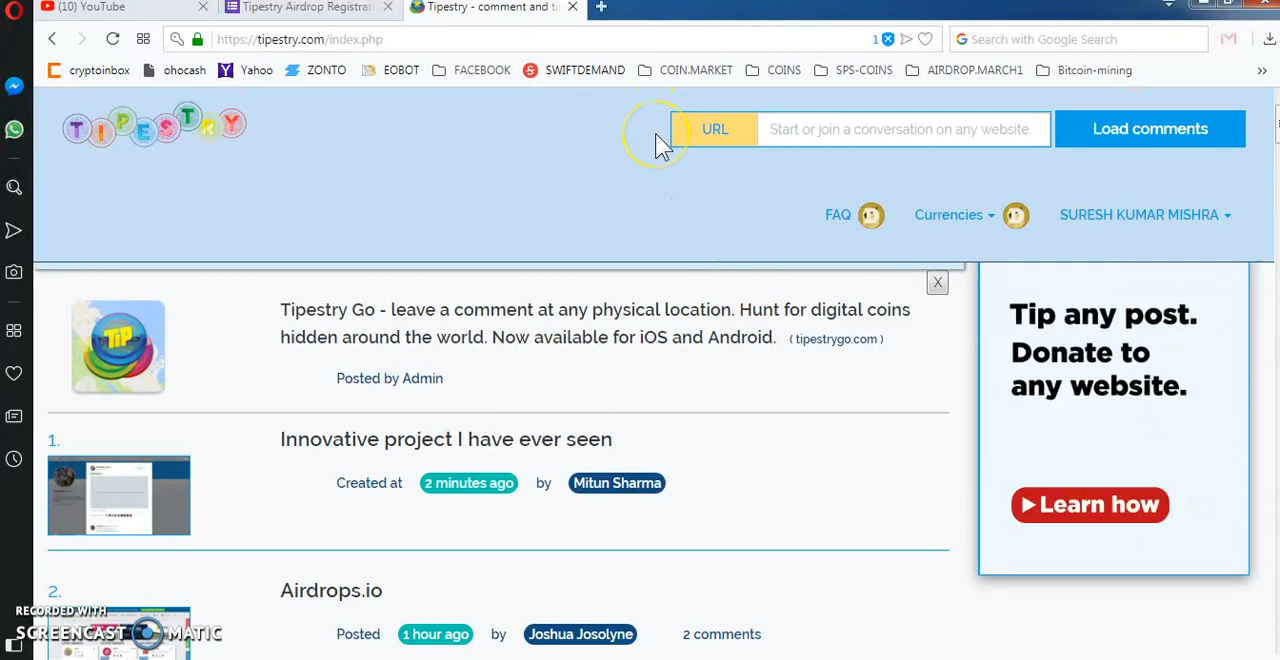 (10) YouTube
Tipestry Airdrop Registra
Tipestry - comment and ti
https://tipestry.com/index.php
1
Search with Google Search
cryptoinbox
ohocash
Yahoo
ZONTO
EOBOT
FACEBOOK
SWIFTDEMAND
COIN.MARKET
COINS
SPS-COINS
AIRDROP.MARCH1
Bitcoin-mining
TIPESTRY
URL
Start or join a conversation on any website.
Load comments
FAQ
Currencies
SURESH KUMAR MISHRA
X
TIP
Tipestry Go - leave a comment at any physical location. Hunt for digital coins
hidden around the world. Now available for iOS and Android. ( tipestrygo.com )
Posted by Admin
Tip any post.
Donate to
any website.
Learn how
1.
Innovative project I have ever seen
Created at 2 minutes ago by Mitun Sharma
2.
Airdrops.io
Posted 1 hour ago by Joshua Josolyne 2 comments
RECORDED WITH
SCREENCAST MATIC